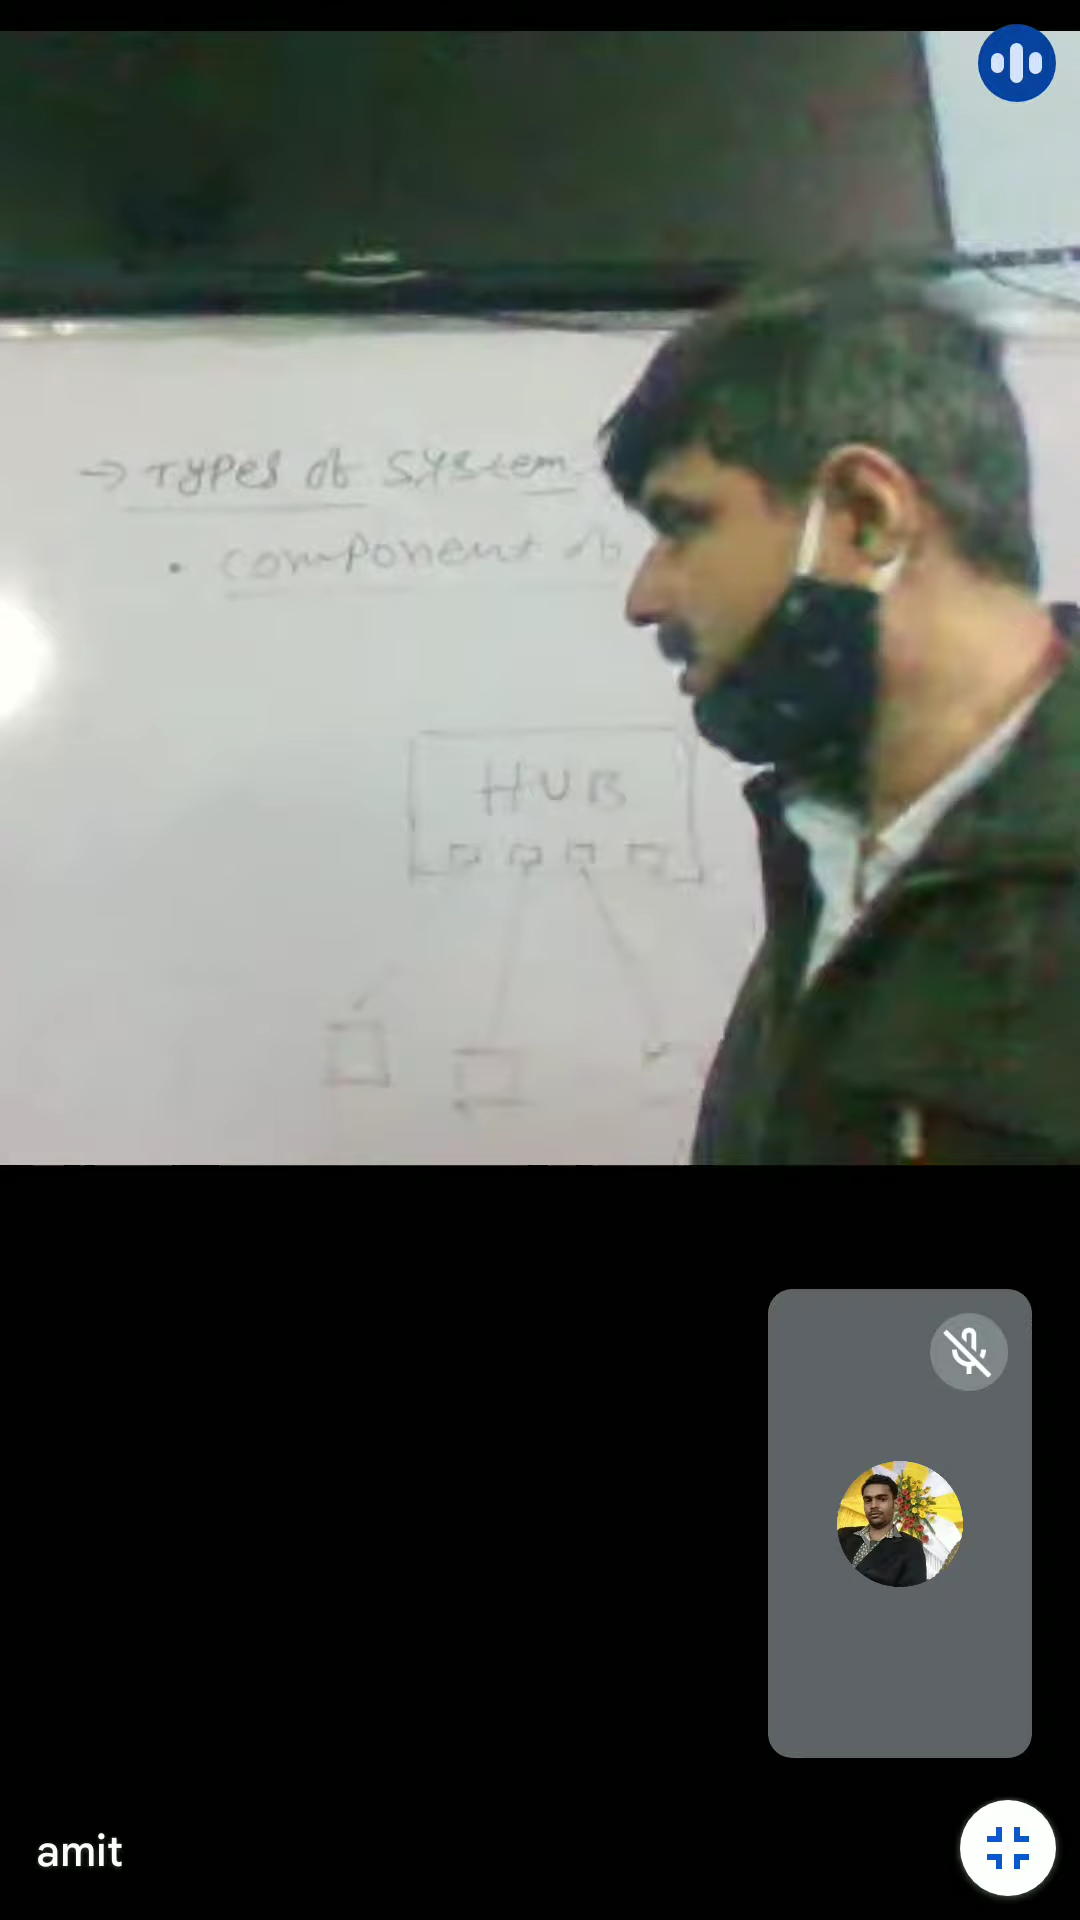 → Types of System
• component of
HUB
amit